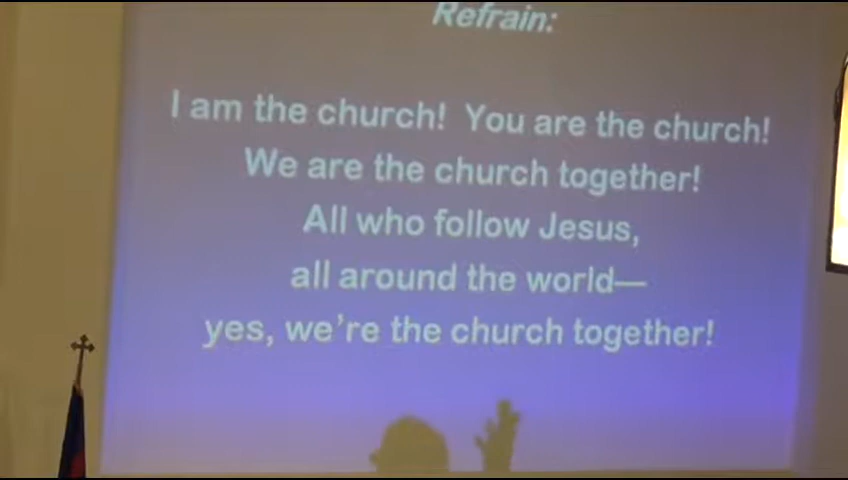 Refrain:
I am the church! You are the church!
We are the church together!
All who follow Jesus,
all around the world—
yes, we're the church together!